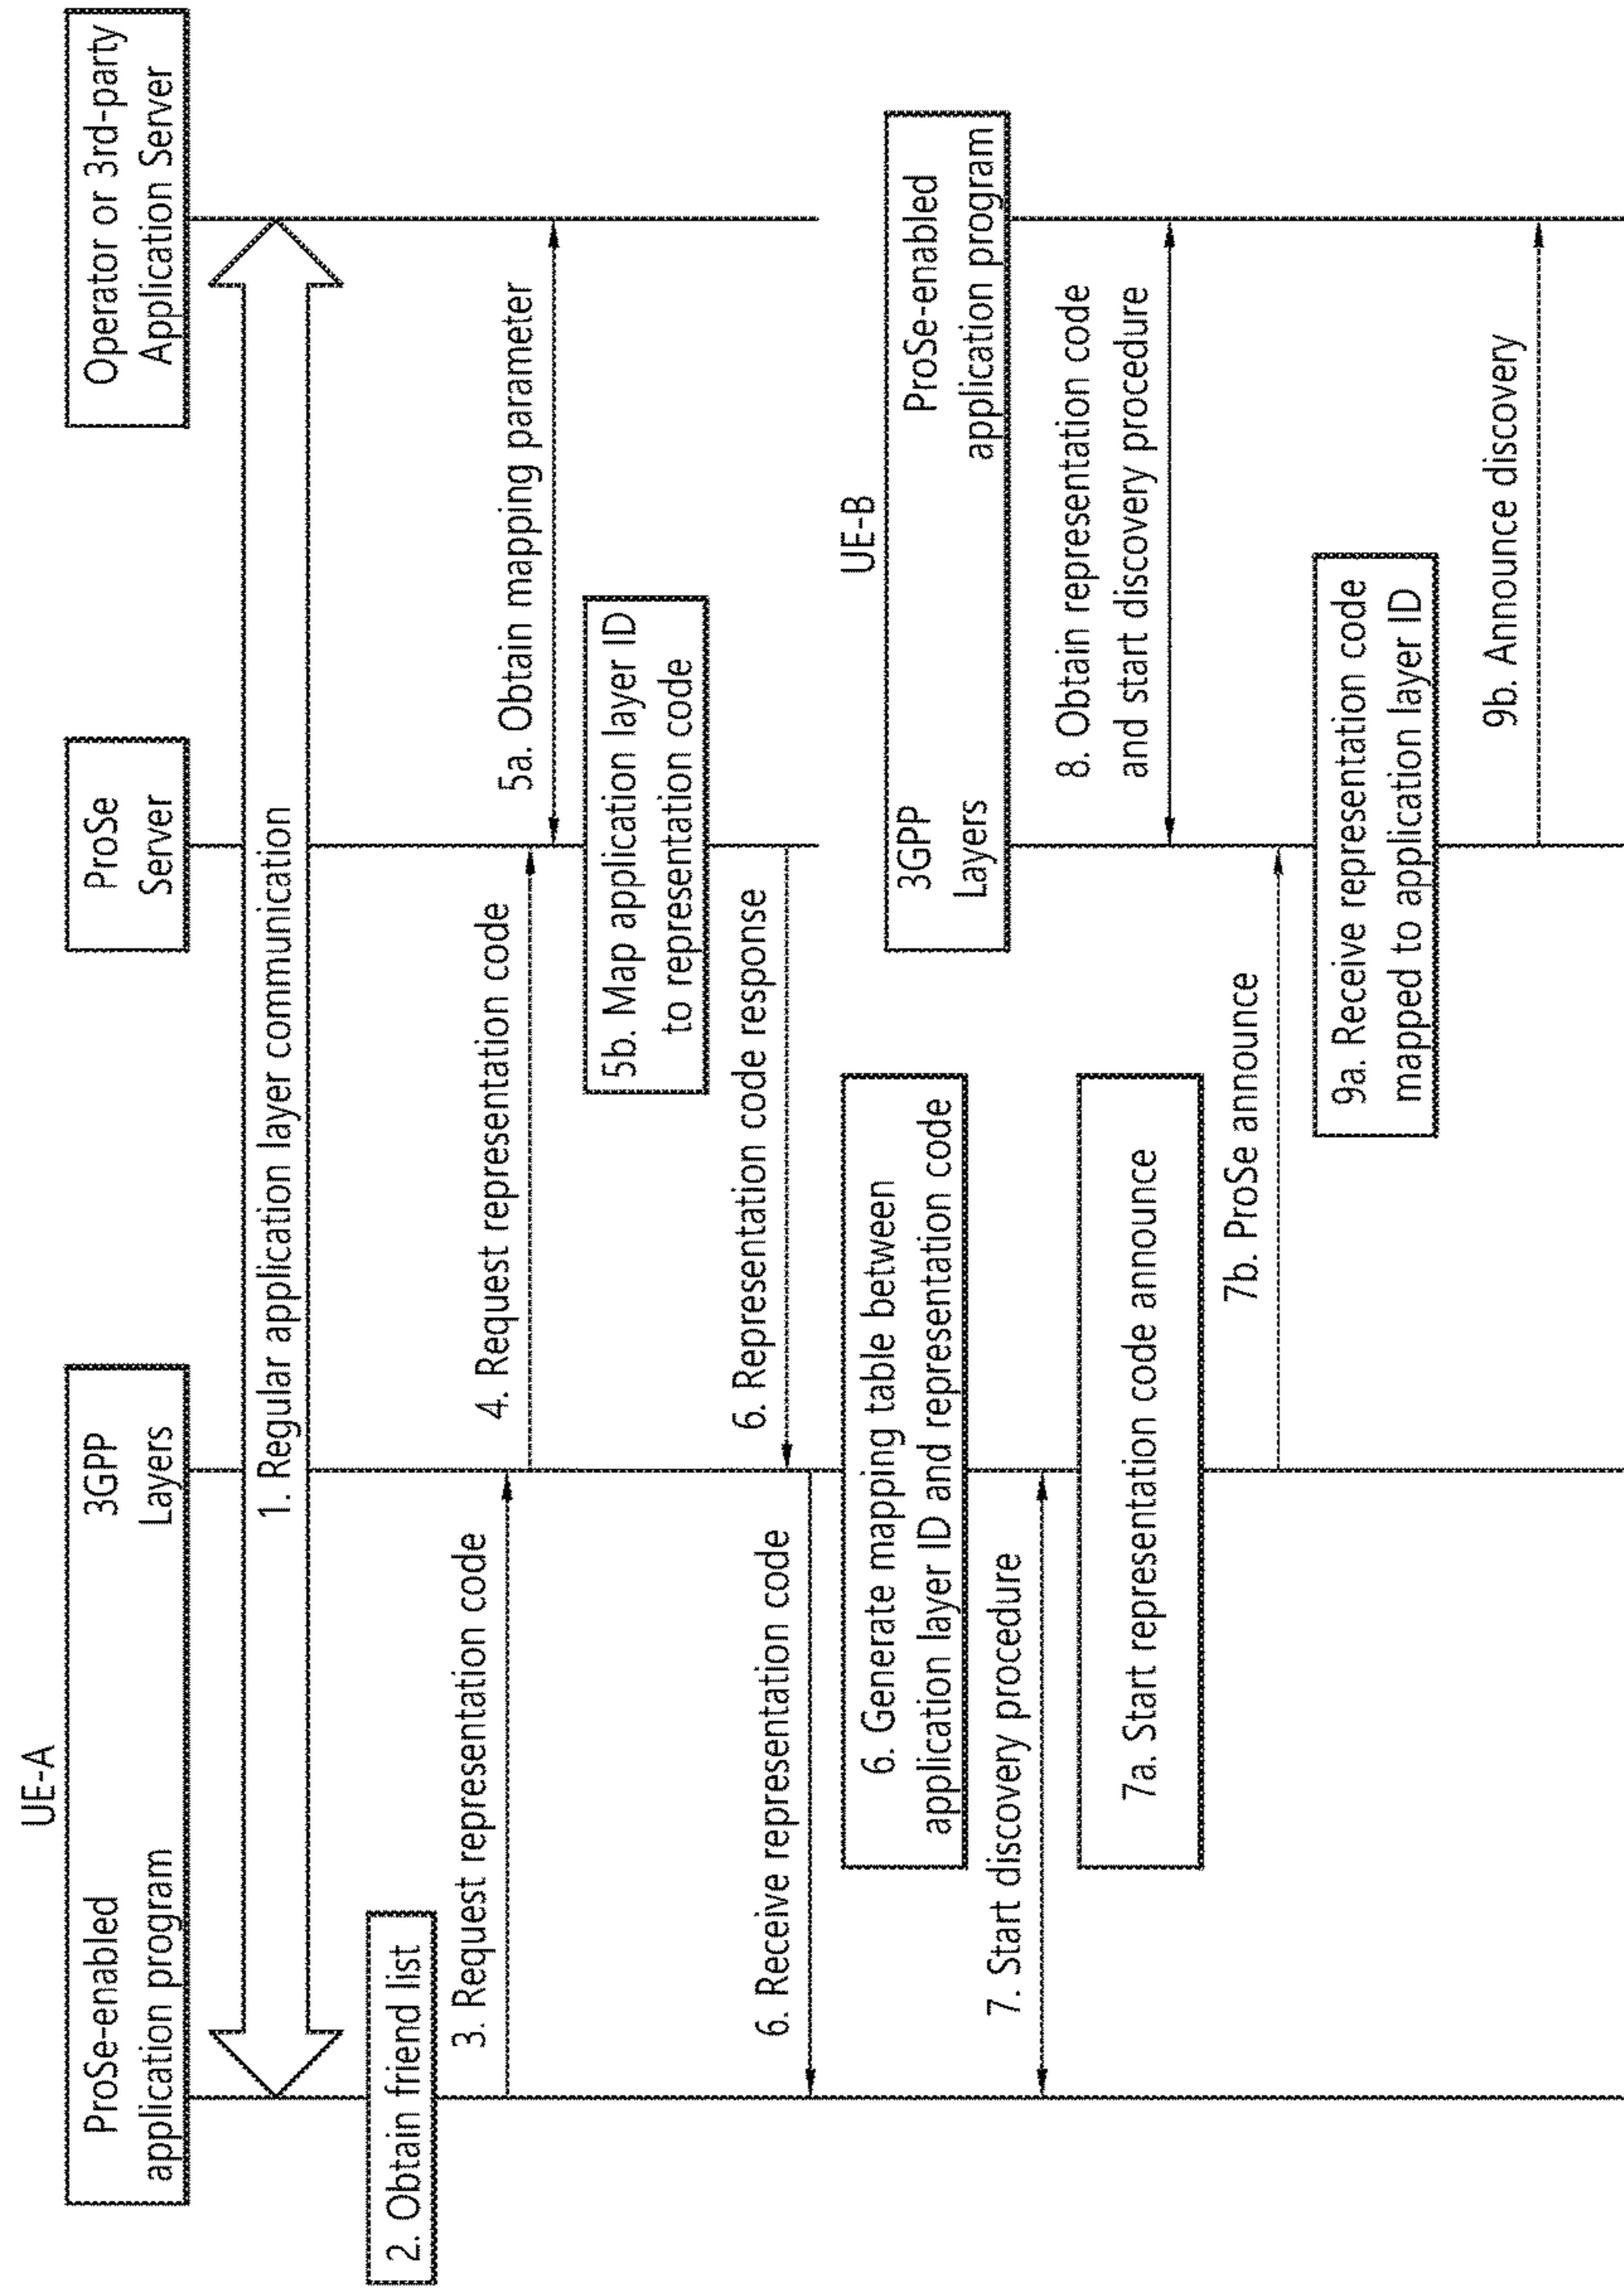 UE-A
ProSe-enabled
application program
3GPP
Layers
ProSe
Server
Operator or 3rd-party
Application Server
1. Regular application layer communication
2. Obtain friend list
3. Request representation code
4. Request representation code
5a. Obtain mapping parameter
5b. Map application layer ID
to representation code
6. Representation code response
6. Receive representation code
6. Generate mapping table between
application layer ID and representation code
UE-B
3GPP
Layers
ProSe-enabled
application program
7. Start discovery procedure
8. Obtain representation code
and start discovery procedure
7a. Start representation code announce
7b. ProSe announce
9a. Receive representation code
mapped to application layer ID
9b. Announce discovery